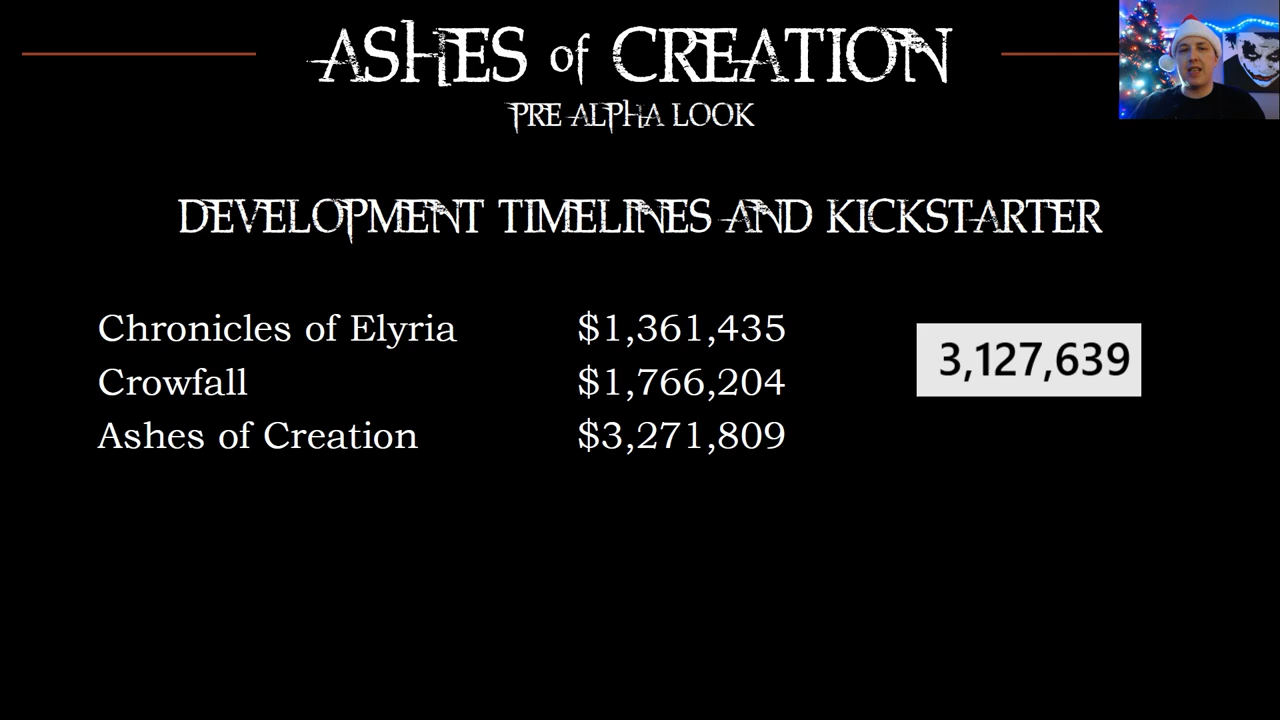 ASHES of CREATION
PRE ALPHA LOOK
DEVELOPMENT TIMELINES AND KICKSTARTER
Chronicles of Elyria $1,361,435
3,127,639
Crowfall $1,766,204
Ashes of Creation $3,271,809